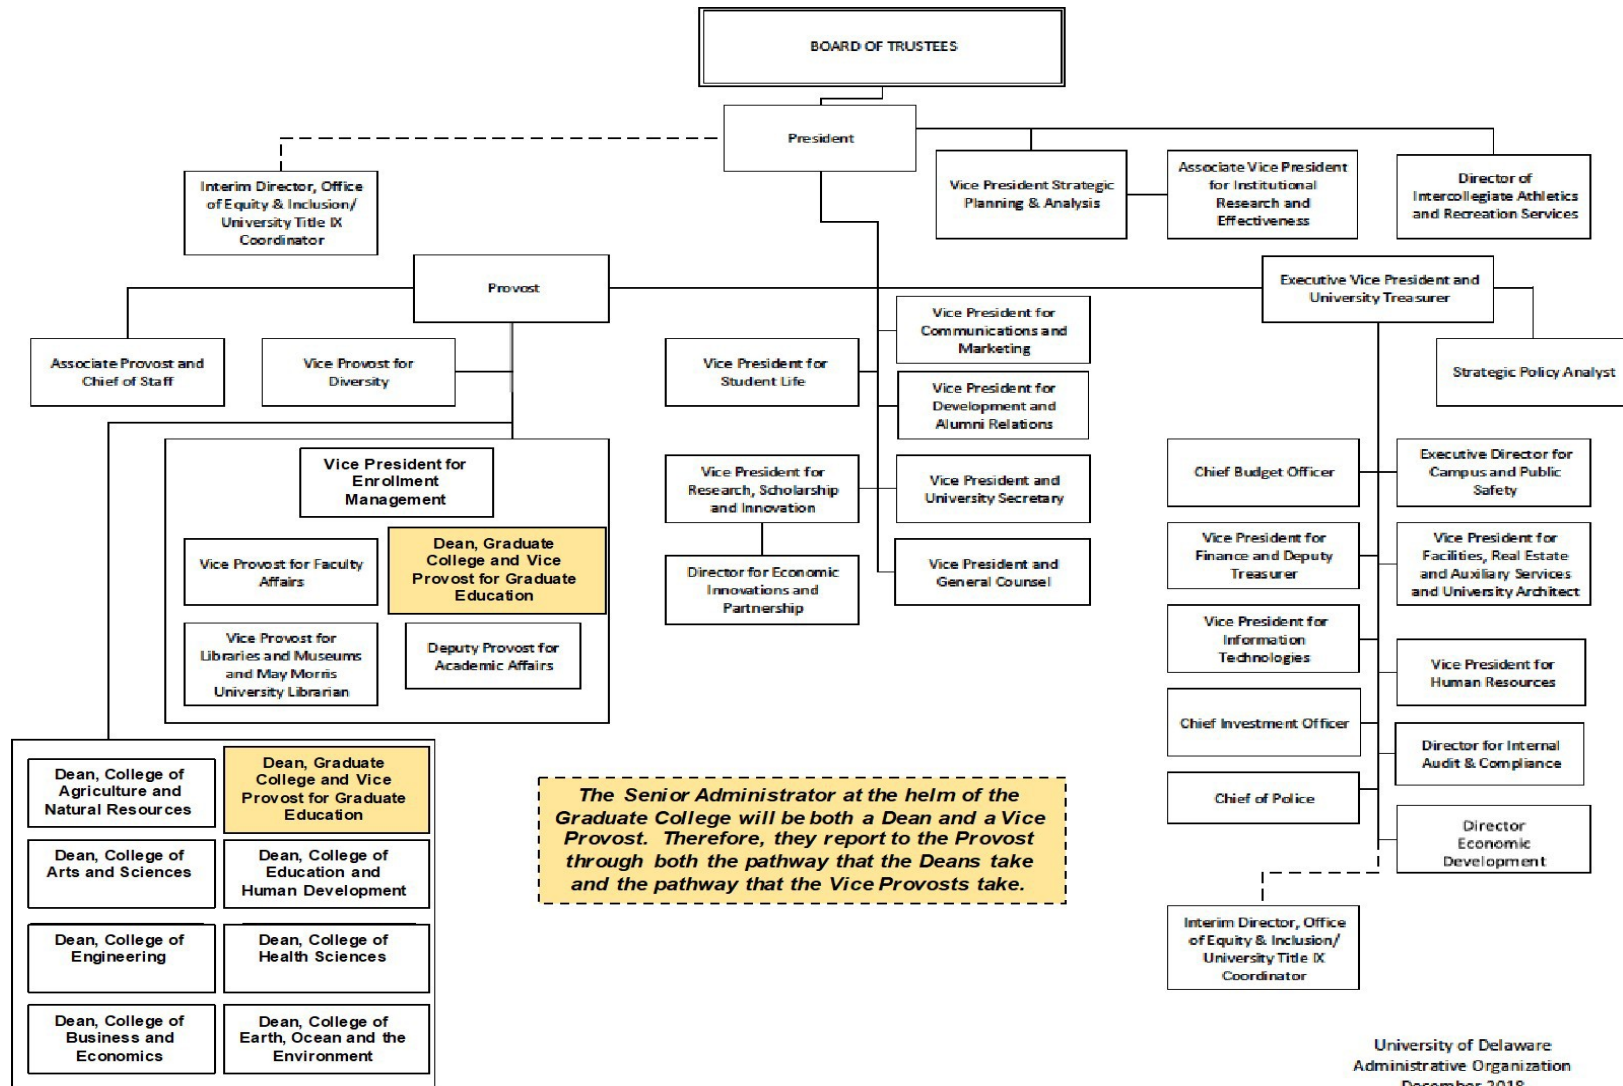 BOARD OF TRUSTEES
President
Interim Director, Office
of Equity & Inclusion/
University Title IX
Coordinator
Vice President Strategic
Planning & Analysis
Associate Vice President
for Institutional
Research and
Effectiveness
Director of
Intercollegiate Athletics
and Recreation Services
Provost
Executive Vice President and
University Treasurer
Associate Provost and
Chief of Staff
Vice Provost for
Diversity
Vice President for
Student Life
Vice President for
Communications and
Marketing
Strategic Policy Analyst
Vice President for
Development and
Alumni Relations
Vice President for
Enrollment
Management
Vice President for
Research, Scholarship
and Innovation
Vice President and
University Secretary
Chief Budget Officer
Executive Director for
Campus and Public
Safety
Vice Provost for Faculty
Affairs
Dean, Graduate
College and Vice
Provost for Graduate
Education
Director for Economic
Innovations and
Partnership
Vice President and
General Counsel
Vice President for
Finance and Deputy
Treasurer
Vice President for
Facilities, Real Estate
and Auxiliary Services
and University Architect
Vice Provost for
Libraries and Museums
and May Morris
University Librarian
Deputy Provost for
Academic Affairs
Vice President for
Information
Technologies
Vice President for
Human Resources
Chief Investment Officer
Director for Internal
Audit & Compliance
Chief of Police
Director
Economic
Development
Dean, College of
Agriculture and
Natural Resources
Dean, Graduate
College and Vice
Provost for Graduate
Education
The Senior Administrator at the helm of the
Graduate College will be both a Dean and a Vice
Provost. Therefore, they report to the Provost
through both the pathway that the Deans take
and the pathway that the Vice Provosts take.
Dean, College of
Arts and Sciences
Dean, College of
Education and
Human Development
Dean, College of
Engineering
Dean, College of
Health Sciences
Interim Director, Office
of Equity & Inclusion/
University Title IX
Coordinator
Dean, College of
Business and
Economics
Dean, College of
Earth, Ocean and the
Environment
University of Delaware
Administrative Organization
December 2018